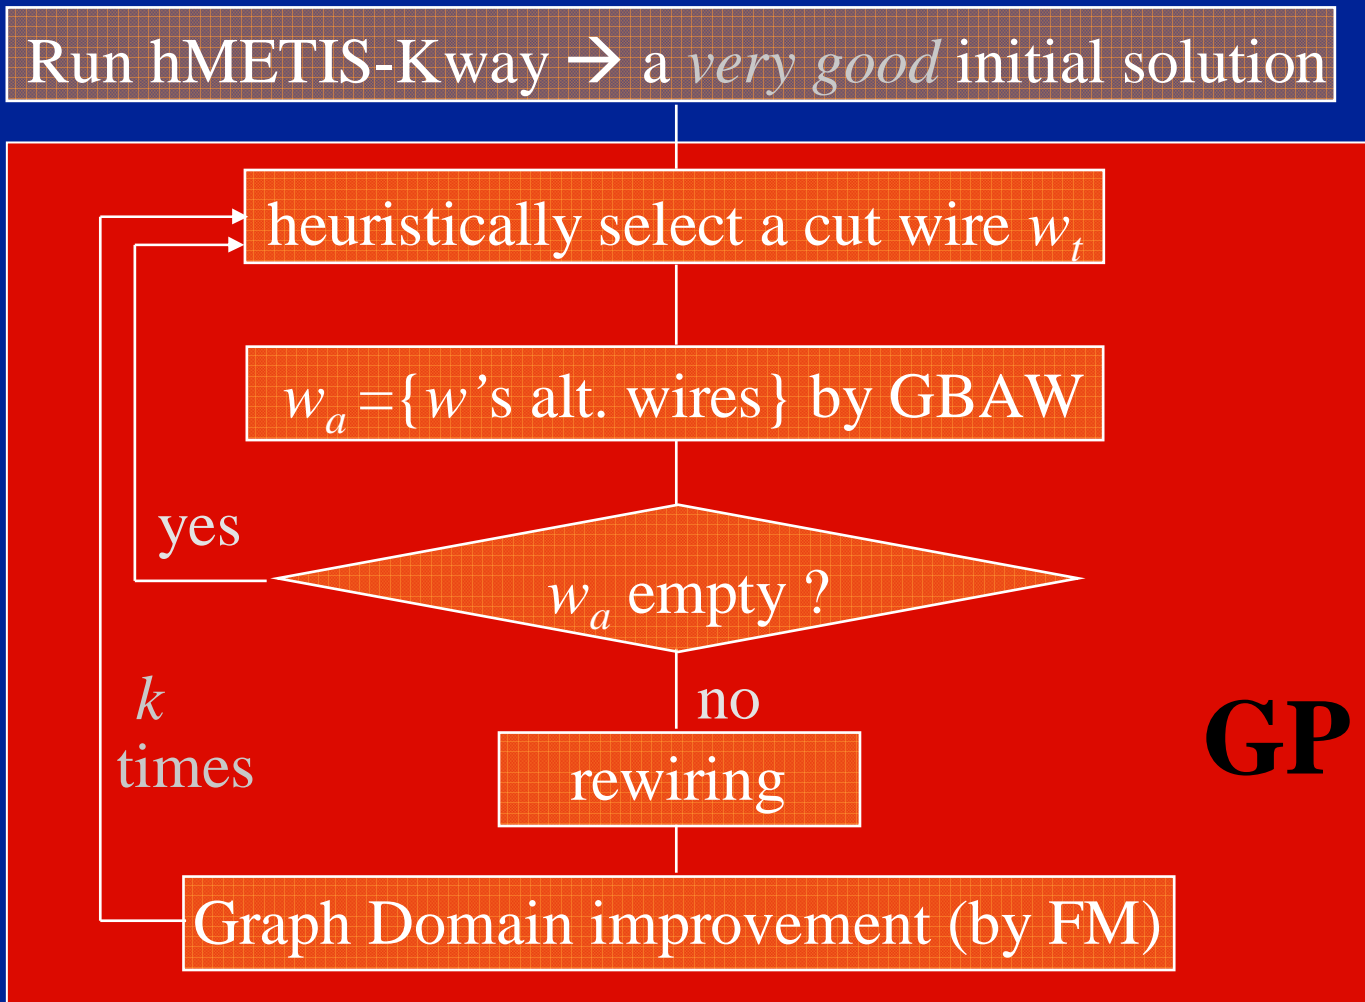 Run hMETIS-Kway → a very good initial solution
heuristically select a cut wire wₜ
wₐ={w's alt. wires} by GBAW
yes
wₐ empty ?
k
times
no
rewiring
GP
Graph Domain improvement (by FM)